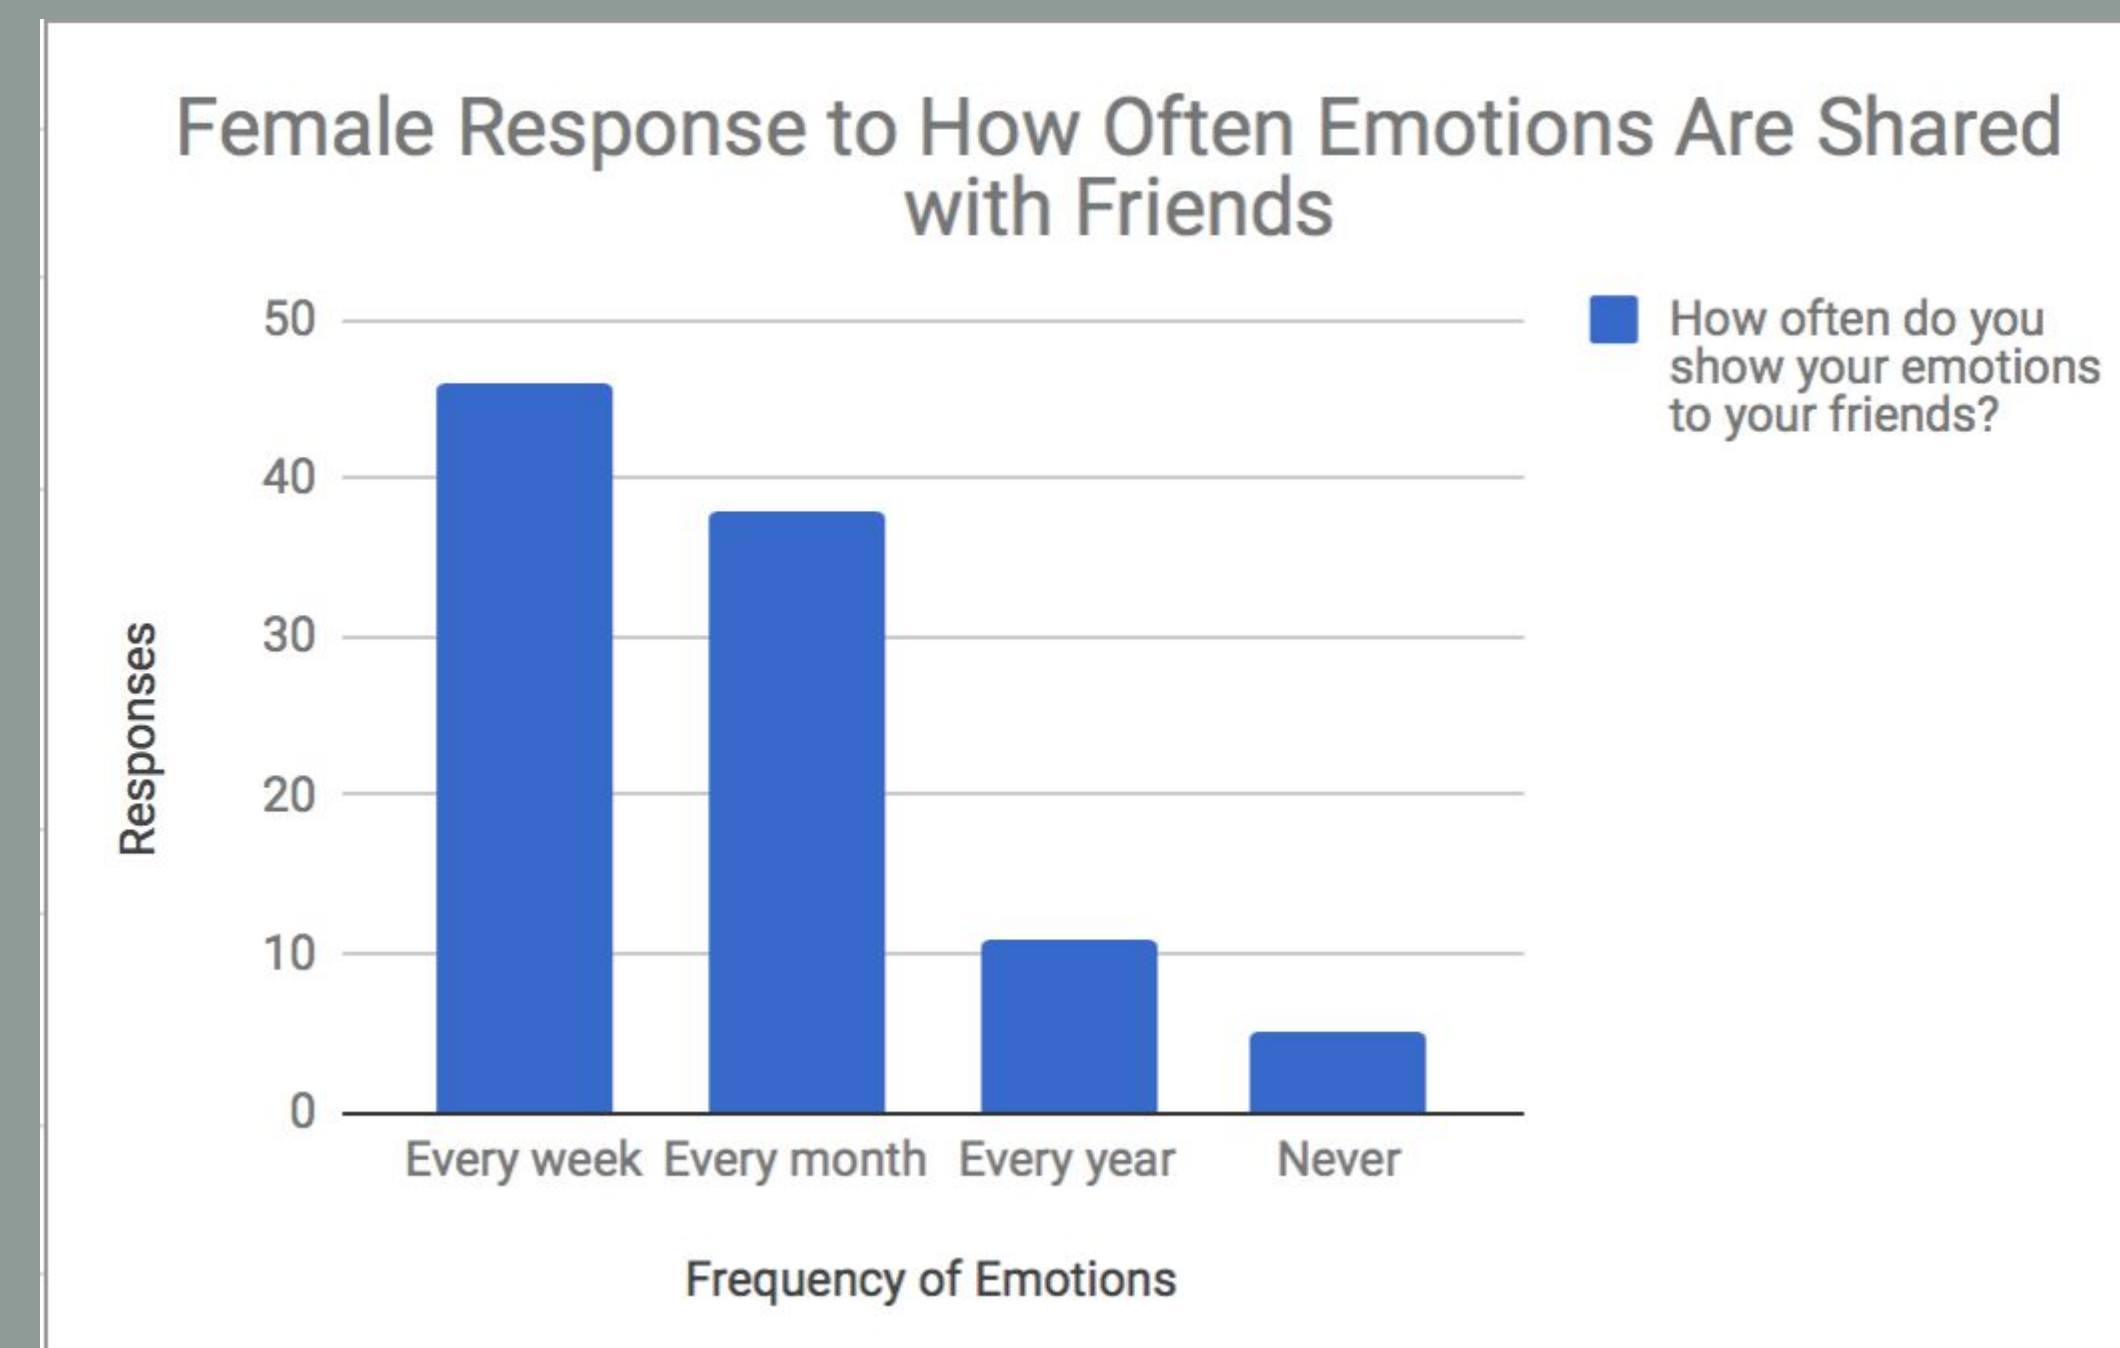 Female Response to How Often Emotions Are Shared
with Friends
How often do you
show your emotions
to your friends?
50
40
30
20
10
0
Responses
Every week Every month Every year Never
Frequency of Emotions